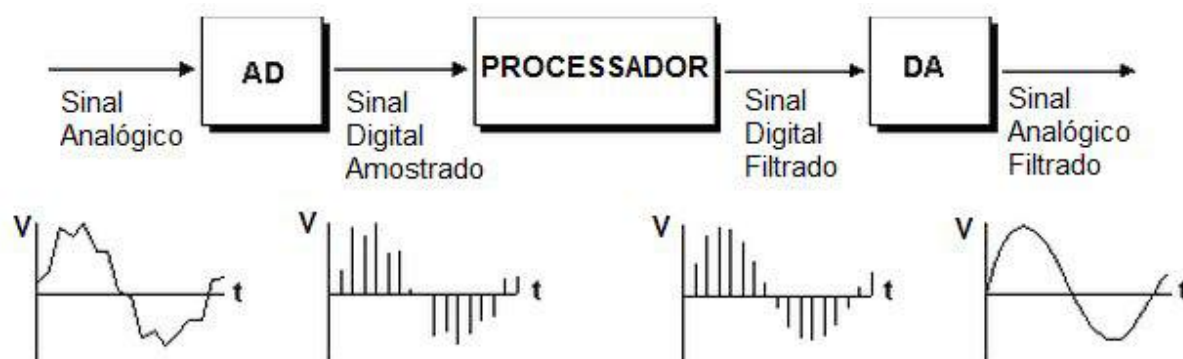 AD
PROCESSADOR
DA
Sinal
Analógico
Sinal
Digital
Amostrado
Sinal
Digital
Filtrado
Sinal
Analógico
Filtrado
V
t
V
t
V
t
V
t